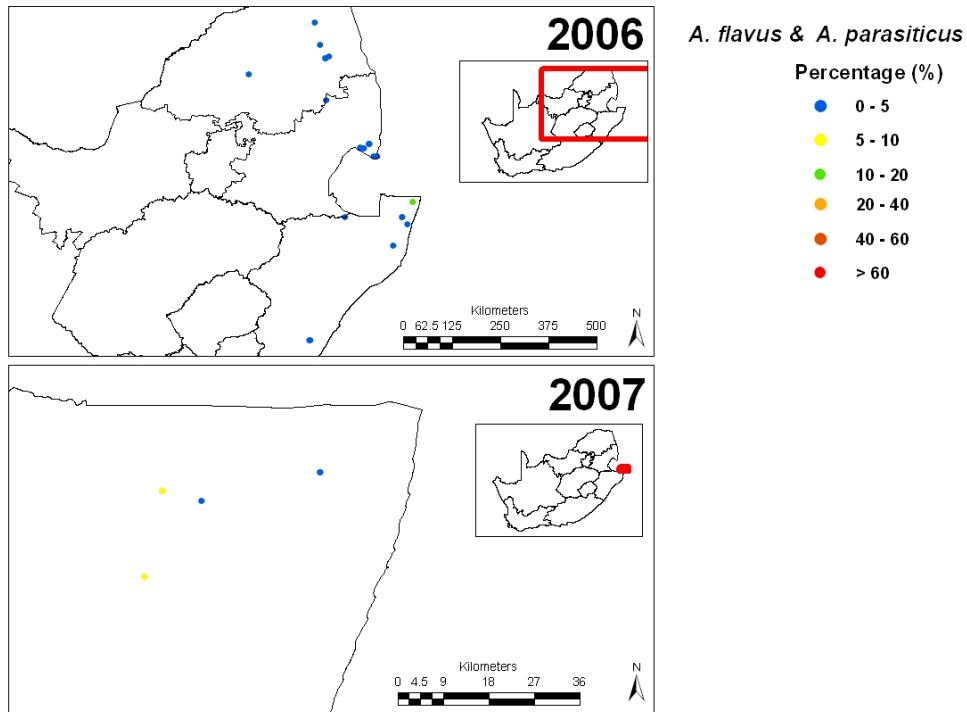 2006
A. flavus & A. parasiticus
Percentage (%)
0 - 5
5 - 10
10 - 20
20 - 40
40 - 60
> 60
Kilometers
0 62.5 125 250 375 500
N
2007
Kilometers
0 4.5 9 18 27 36
N